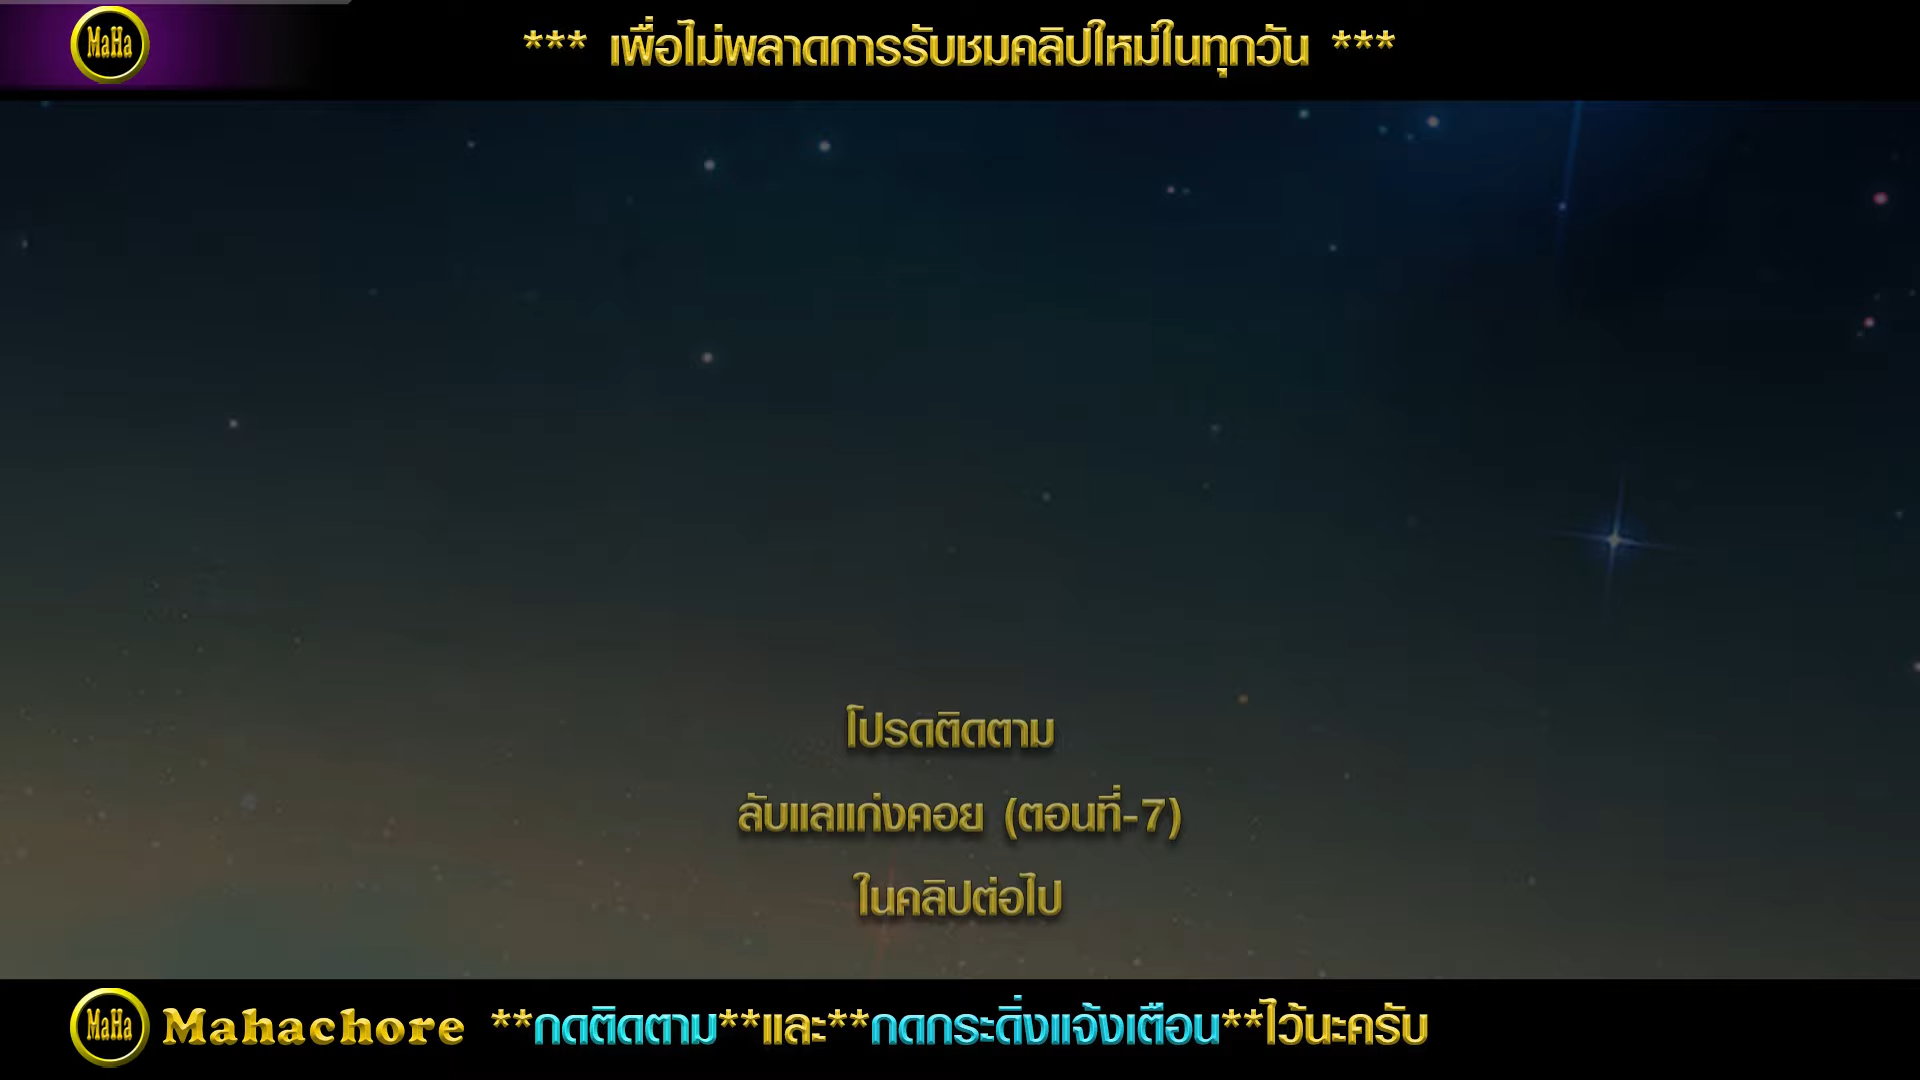 MaHa
*** เพื่อไม่พลาดการรับชมคลิปใหม่ในทุกวัน ***
โปรดติดตาม
ลับแลแก่งคอย (ตอนที่-7)
ในคลิปต่อไป
MaHa Mahachore **กดติดตาม**และ**กดกระดิ่งแจ้งเตือน**ไว้นะครับ